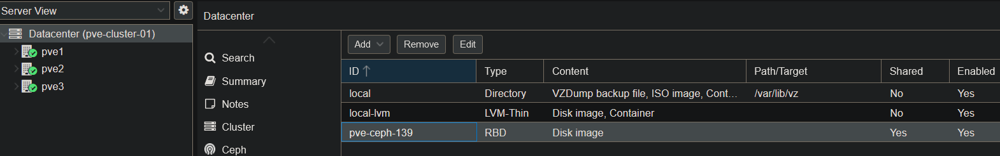 Server View
Datacenter (pve-cluster-01)
pve1
pve2
pve3
Datacenter
Search
Summary
Notes
Cluster
Ceph
Add Remove Edit
ID Type Content Path/Target Shared Enabled
local Directory VZDump backup file, ISO image, Cont... /var/lib/vz No Yes
local-lvm LVM-Thin Disk image, Container No Yes
pve-ceph-139 RBD Disk image Yes Yes